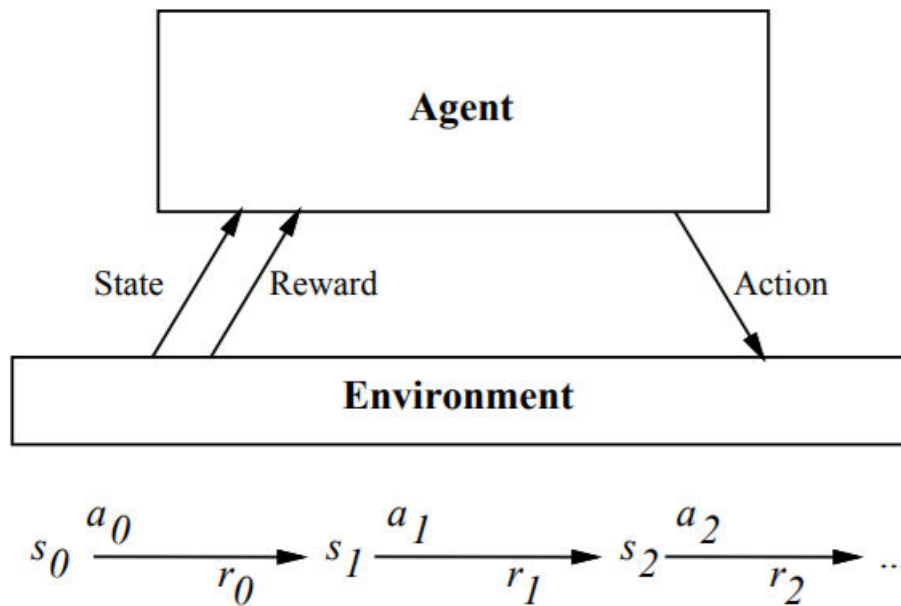 Agent
State Reward Action
Environment
s0 a0 r0 s1 a1 r1 s2 a2 r2 ...